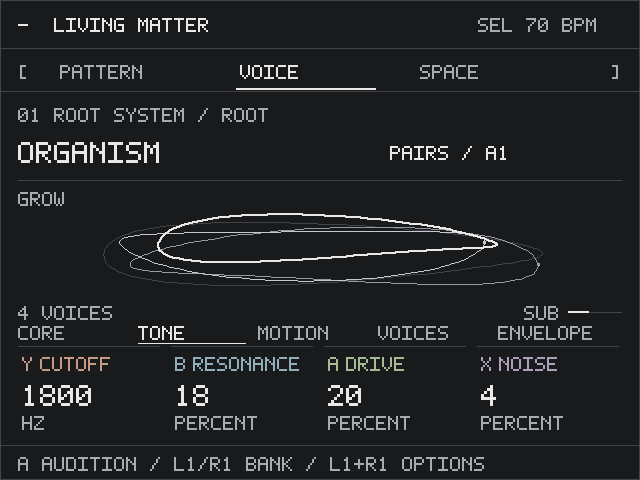 – LIVING MATTER SEL 70 BPM
[ PATTERN VOICE SPACE ]
01 ROOT SYSTEM / ROOT
ORGANISM PAIRS / A1
GROW
4 VOICES SUB
CORE TONE MOTION VOICES ENVELOPE
Y CUTOFF B RESONANCE A DRIVE X NOISE
1800 18 20 4
HZ PERCENT PERCENT PERCENT
A AUDITION / L1/R1 BANK / L1+R1 OPTIONS